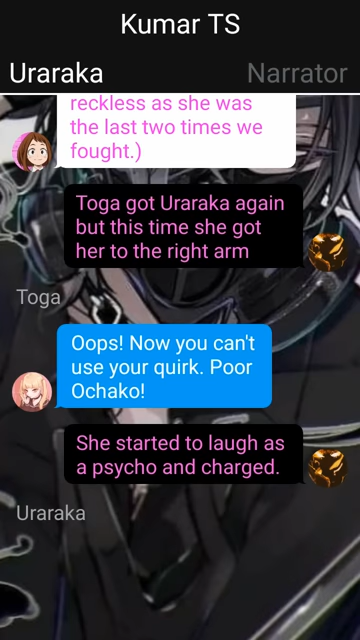 Kumar TS
Uraraka
Narrator
reckless as she was
the last two times we
fought.)
Toga got Uraraka again
but this time she got
her to the right arm
Toga
Oops! Now you can't
use your quirk. Poor
Ochako!
She started to laugh as
a psycho and charged.
Uraraka